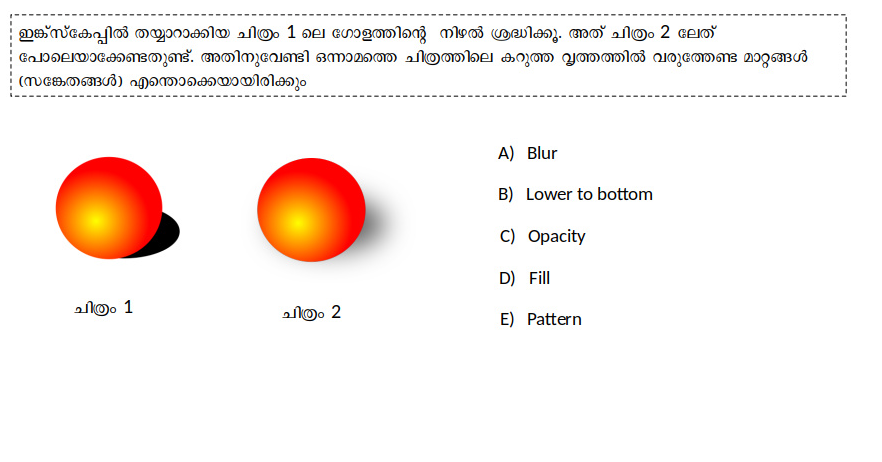 ഇങ്ക്സ്കേപ്പിൽ തയ്യാറാക്കിയ ചിത്രം 1 ലെ ഗോളത്തിന്റെ നിഴൽ ശ്രദ്ധിക്കൂ. അത് ചിത്രം 2 ലേത്
പോലെയാക്കേണ്ടതുണ്ട്. അതിനുവേണ്ടി ഒന്നാമത്തെ ചിത്രത്തിലെ കറുത്ത വൃത്തത്തിൽ വരുത്തേണ്ട മാറ്റങ്ങൾ
(സങ്കേതങ്ങൾ) എന്തൊക്കെയായിരിക്കും
A) Blur
B) Lower to bottom
C) Opacity
D) Fill
E) Pattern
ചിത്രം 1
ചിത്രം 2